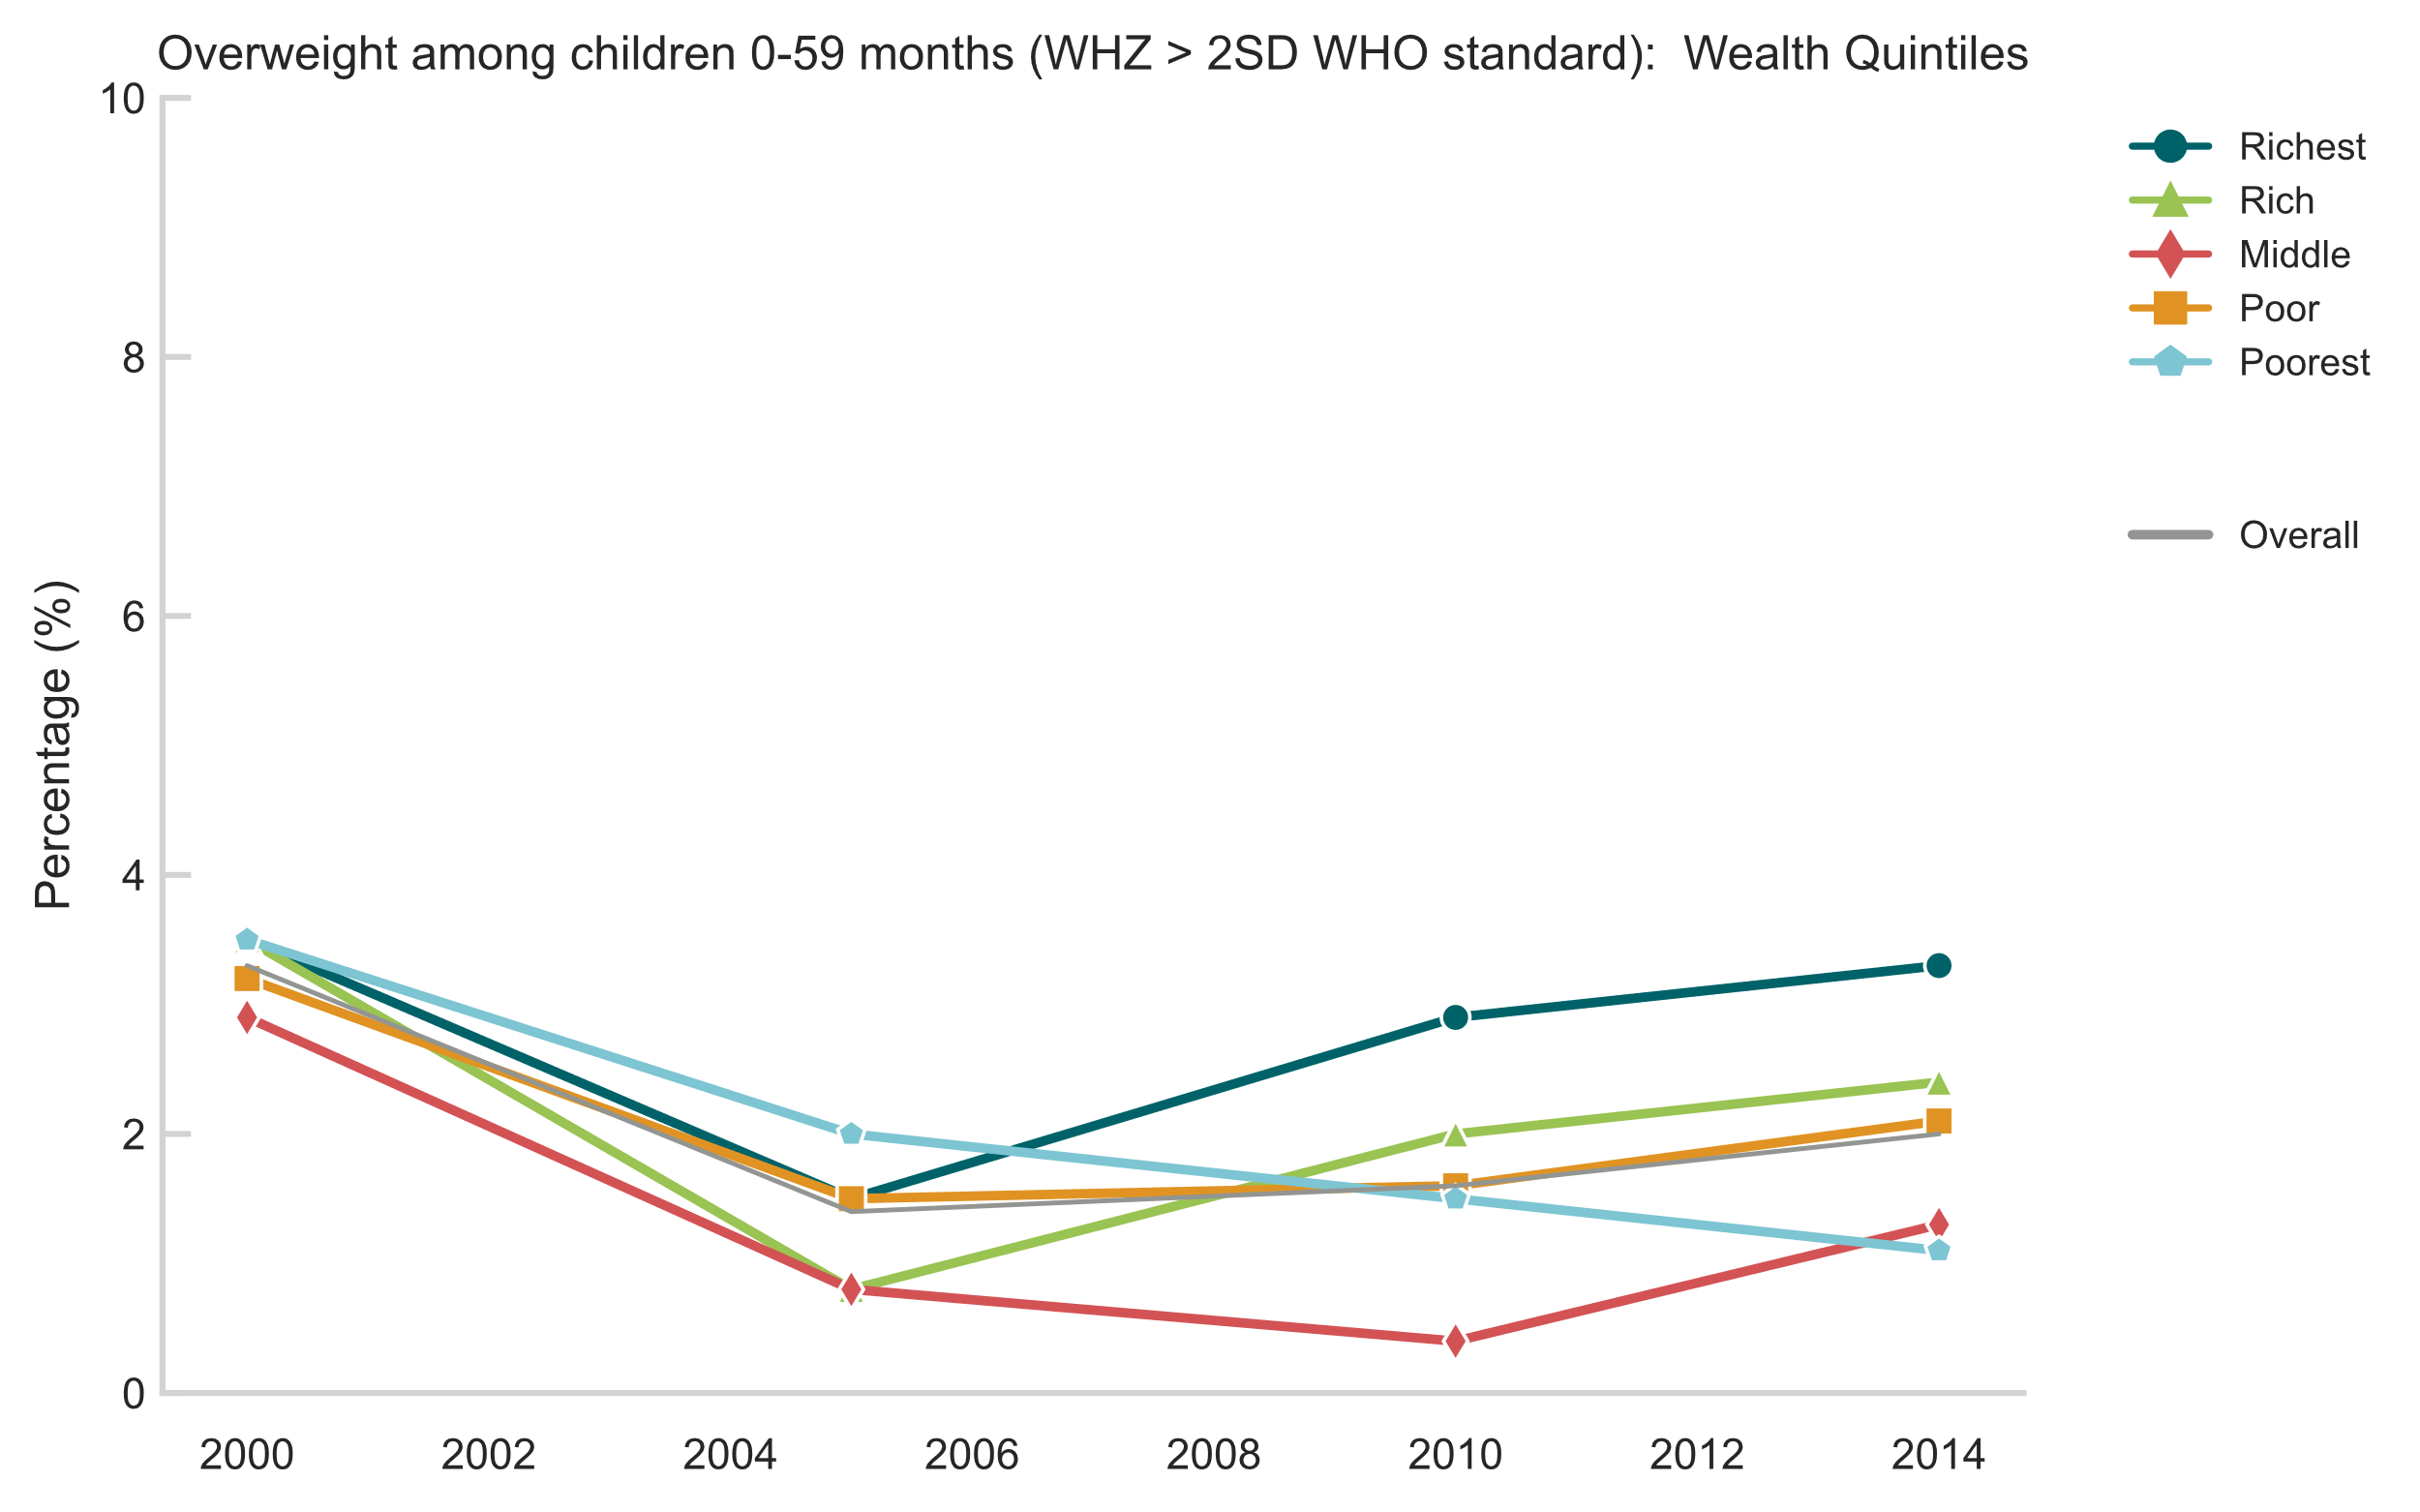 Overweight among children 0-59 months (WHZ > 2SD WHO standard):  Wealth Quintiles
Percentage (%)
10
8
6
4
2
0
2000 2002 2004 2006 2008 2010 2012 2014
Richest
Rich
Middle
Poor
Poorest
Overall